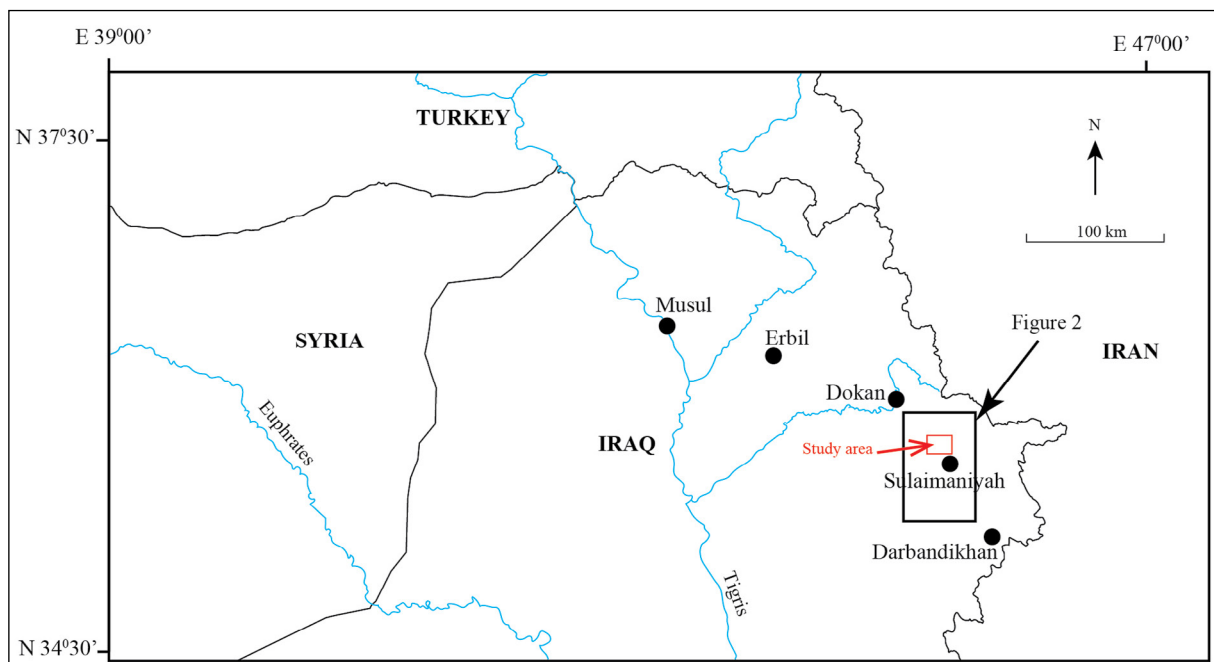 E 39⁰00’
E 47⁰00’
N 37⁰30’
TURKEY
N
100 km
Musul
Figure 2
SYRIA
Erbil
IRAN
Dokan
Euphrates
IRAQ
Study area
Sulaimaniyah
Darbandikhan
Tigris
N 34⁰30’